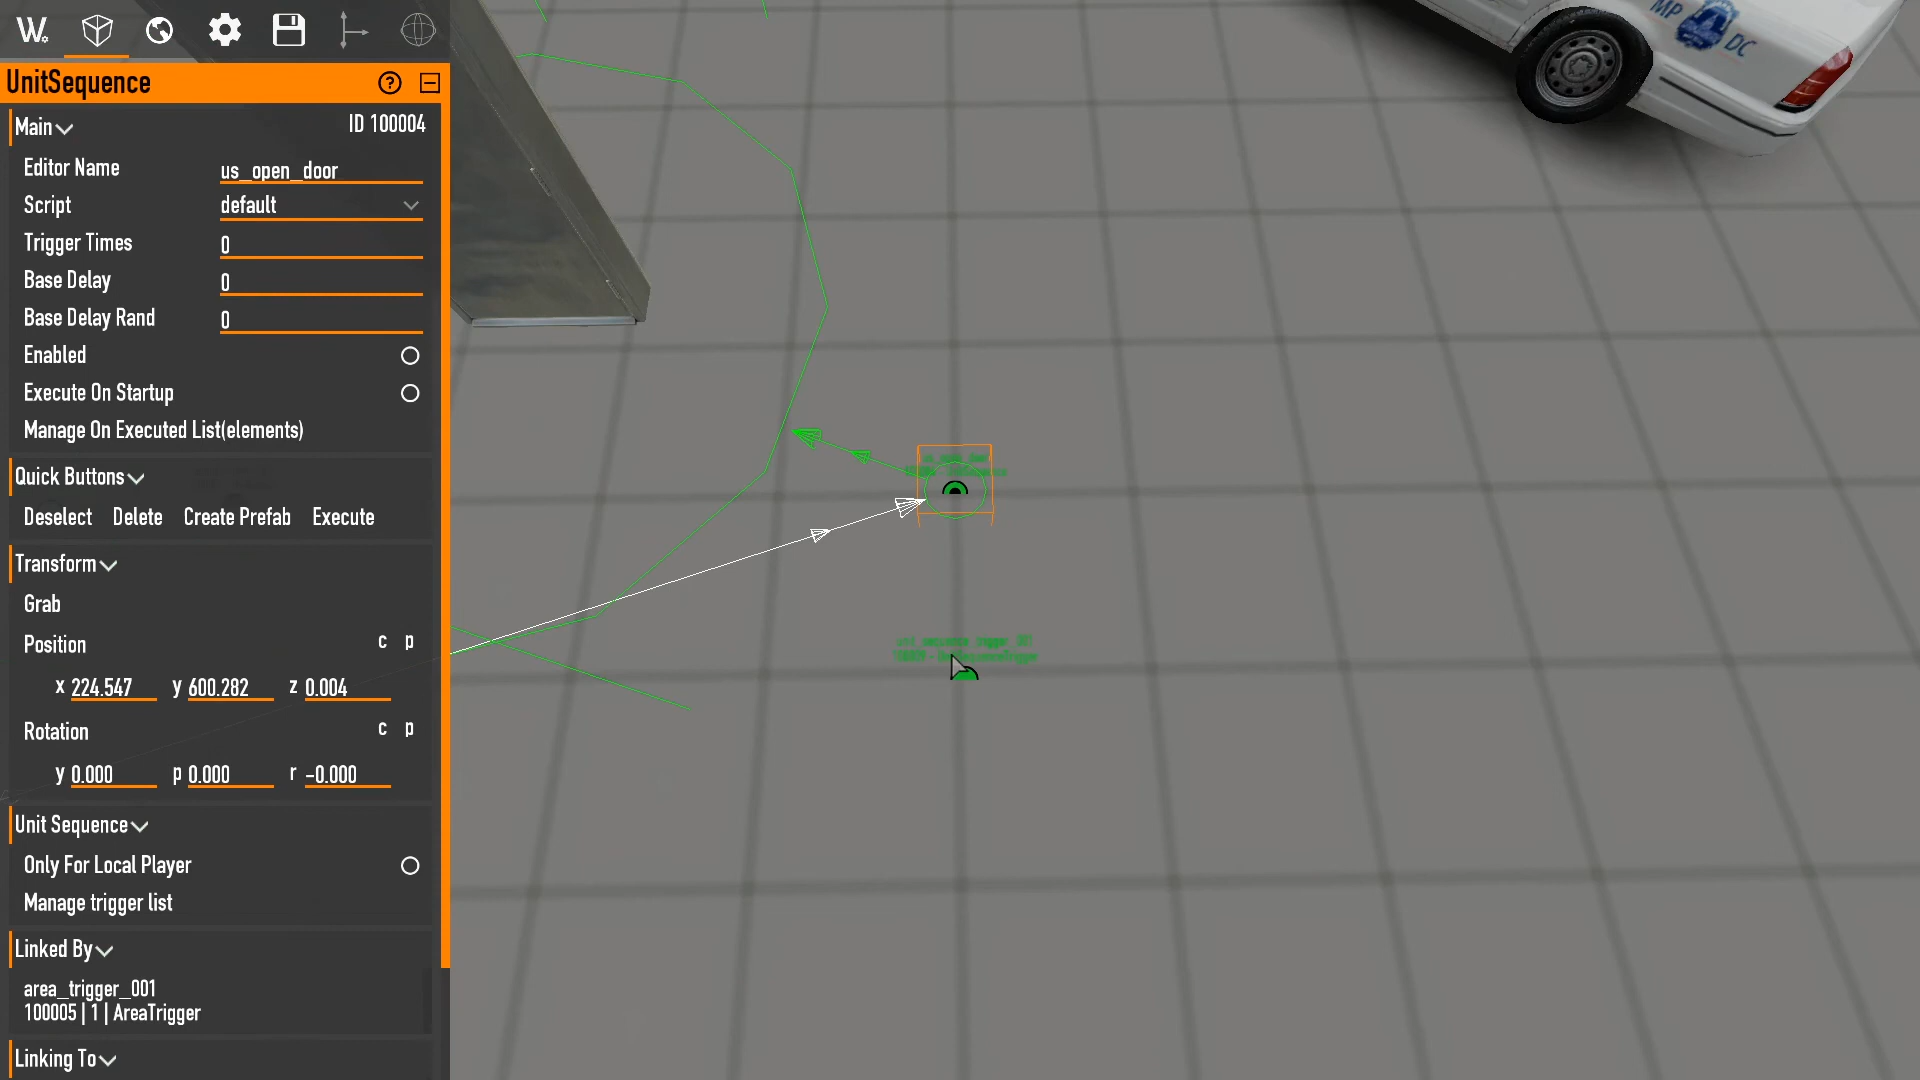 W.
UnitSequence
Main
ID 100004
Editor Name us_open_door
Script default
Trigger Times 0
Base Delay 0
Base Delay Rand 0
Enabled
Execute On Startup
Manage On Executed List(elements)
Quick Buttons
Deselect Delete Create Prefab Execute
Transform
Grab
Position c p
x 224.547 y 600.282 z 0.004
Rotation c p
y 0.000 p 0.000 r -0.000
Unit Sequence
Only For Local Player
Manage trigger list
Linked By
area_trigger_001
100005 | 1 | AreaTrigger
Linking To
MP DC